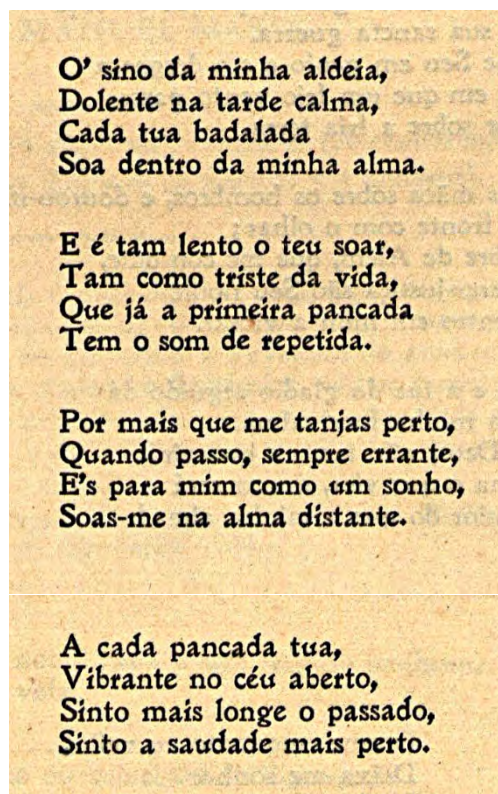 O' sino da minha aldeia,
Dolente na tarde calma,
Cada tua badalada
Soa dentro da minha alma.

E é tam lento o teu soar,
Tam como triste da vida,
Que já a primeira pancada
Tem o som de repetida.

Por mais que me tanjas perto,
Quando passo, sempre errante,
E's para mim como um sonho,
Soas-me na alma distante.

A cada pancada tua,
Vibrante no céu aberto,
Sinto mais longe o passado,
Sinto a saudade mais perto.